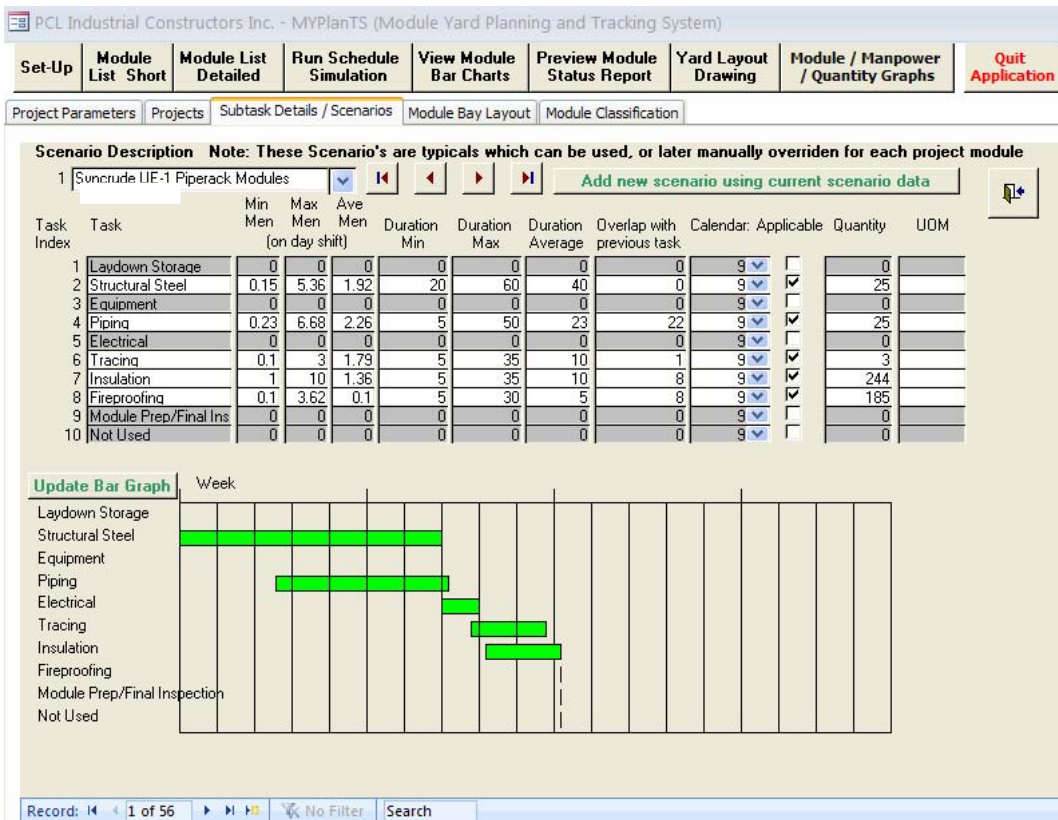 PCL Industrial Constructors Inc. - MYPlanTS (Module Yard Planning and Tracking System)
Set-Up Module List Short Module List Detailed Run Schedule Simulation View Module Bar Charts Preview Module Status Report Yard Layout Drawing Module / Manpower / Quantity Graphs Quit Application
Project Parameters Projects Subtask Details / Scenarios Module Bay Layout Module Classification
Scenario Description Note: These Scenario's are typicals which can be used, or later manually overriden for each project module
1 Syncrude UE-1 Piperack Modules Add new scenario using current scenario data
Task Index Task Min Men Max Men Ave Men (on day shift) Duration Min Duration Max Duration Average Overlap with previous task Calendar: Applicable Quantity UOM
1 Laydown Storage 0 0 0 0 0 0 0 9 0
2 Structural Steel 0.15 5.36 1.92 20 60 40 0 9 25
3 Equipment 0 0 0 0 0 0 0 9 0
4 Piping 0.23 6.68 2.26 5 50 23 22 9 25
5 Electrical 0 0 0 0 0 0 0 9 0
6 Tracing 0.1 3 1.79 5 35 10 1 9 3
7 Insulation 1 10 1.36 5 35 10 8 9 244
8 Fireproofing 0.1 3.62 0.1 5 30 5 8 9 185
9 Module Prep/Final Ins 0 0 0 0 0 0 0 9 0
10 Not Used 0 0 0 0 0 0 0 9 0
Update Bar Graph Week
Laydown Storage
Structural Steel
Equipment
Piping
Electrical
Tracing
Insulation
Fireproofing
Module Prep/Final Inspection
Not Used
Record: 1 of 56 No Filter Search